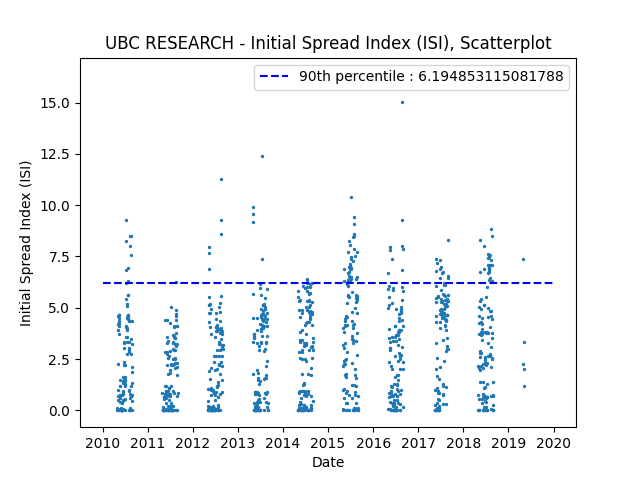 UBC RESEARCH - Initial Spread Index (ISI), Scatterplot
90th percentile : 6.194853115081788
15.0
12.5
10.0
7.5
5.0
2.5
0.0
Initial Spread Index (ISI)
2010 2011 2012 2013 2014 2015 2016 2017 2018 2019 2020
Date